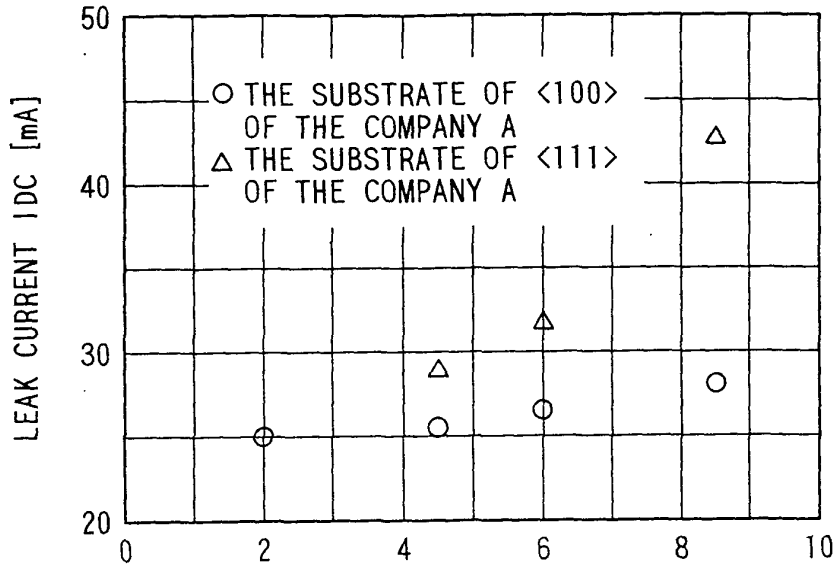 50
○ THE SUBSTRATE OF <100>
OF THE COMPANY A
△ THE SUBSTRATE OF <111>
OF THE COMPANY A
40
LEAK CURRENT IDC [mA]
30
20
0 2 4 6 8 10